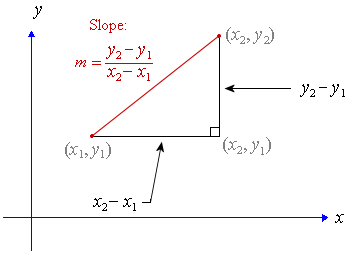 y
Slope:
m = (y₂ − y₁)/(x₂ − x₁)
(x₂, y₂)
y₂ − y₁
(x₁, y₁)
(x₂, y₁)
x₂ − x₁
x